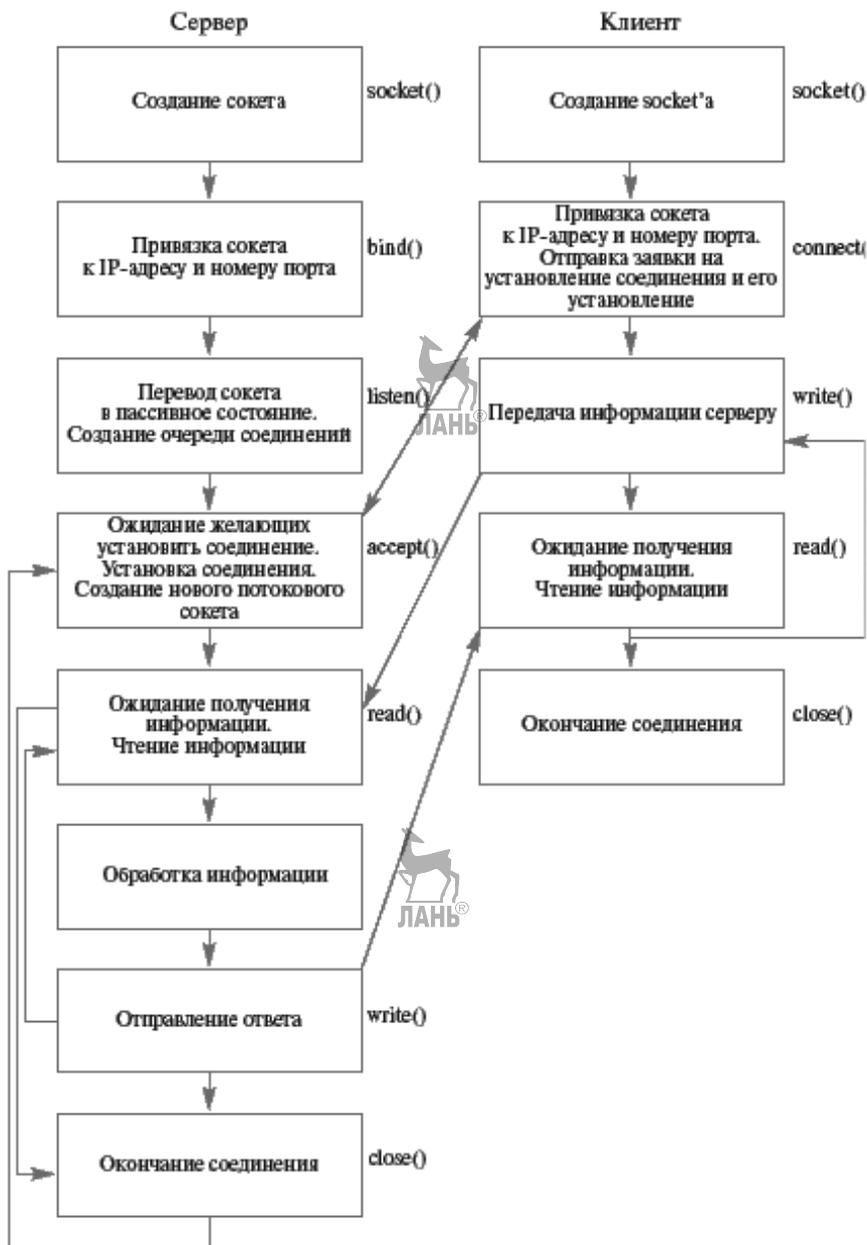 Сервер
Клиент
Создание сокета
socket()
Создание socket’а
socket()
Привязка сокета
к IP-адресу и номеру порта
bind()
Привязка сокета
к IP-адресу и номеру порта.
Отправка заявки на
установление соединения и его
установление
connect(
Перевод сокета
в пассивное состояние.
Создание очереди соединений
listen()
ЛАНЬ®
Передача информации серверу
write()
Ожидание желающих
установить соединение.
Установка соединения.
Создание нового потокового
сокета
accept()
Ожидание получения
информации.
Чтение информации
read()
Ожидание получения
информации.
Чтение информации
read()
Окончание соединения
close()
Обработка информации
ЛАНЬ®
Отправление ответа
write()
Окончание соединения
close()